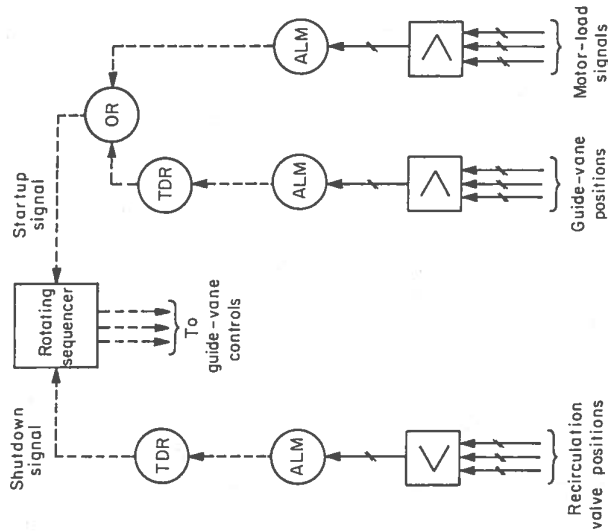 Recirculation
valve positions
<
ALM
TDR
Shutdown
signal
Rotating
sequencer
To
guide-vane
controls
Startup
signal
Guide-vane
positions
>
ALM
TDR
OR
Motor-load
signals
>
ALM